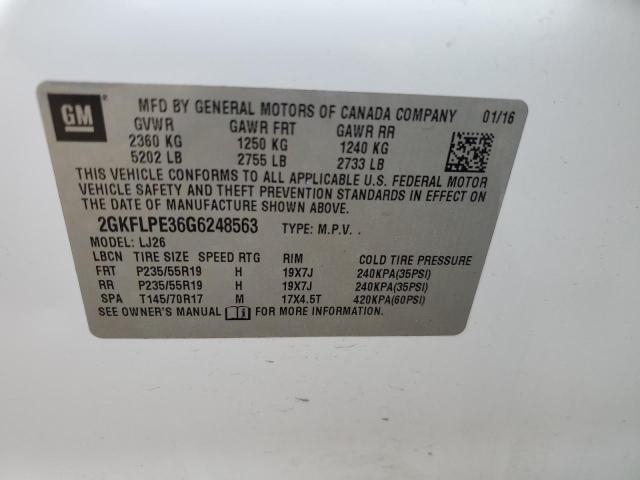 GM
MFD BY GENERAL MOTORS OF CANADA COMPANY 01/16
GVWR GAWR FRT GAWR RR
2360 KG 1250 KG 1240 KG
5202 LB 2755 LB 2733 LB
THIS VEHICLE CONFORMS TO ALL APPLICABLE U.S. FEDERAL MOTOR
VEHICLE SAFETY AND THEFT PREVENTION STANDARDS IN EFFECT ON
THE DATE OF MANUFACTURE SHOWN ABOVE.
2GKFLPE36G6248563 TYPE: M.P.V. .
MODEL: LJ26
LBCN TIRE SIZE SPEED RTG RIM COLD TIRE PRESSURE
FRT P235/55R19 H 19X7J 240KPA(35PSI)
RR P235/55R19 H 19X7J 240KPA(35PSI)
SPA T145/70R17 M 17X4.5T 420KPA(60PSI)
SEE OWNER'S MANUAL FOR MORE INFORMATION.